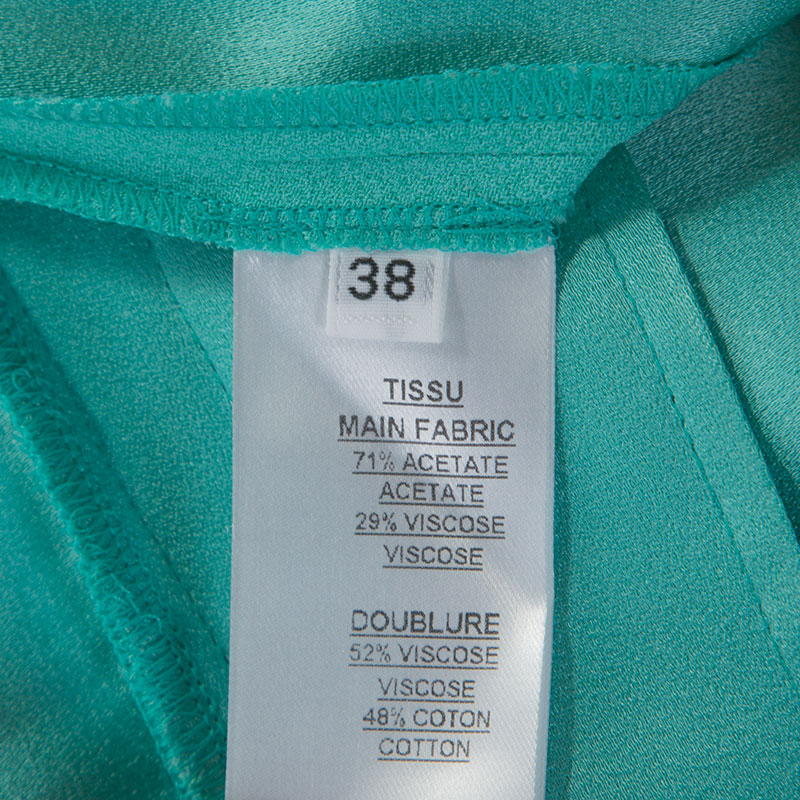 38
TISSU
MAIN FABRIC
71% ACETATE
ACETATE
29% VISCOSE
VISCOSE
DOUBLURE
52% VISCOSE
VISCOSE
48% COTON
COTTON